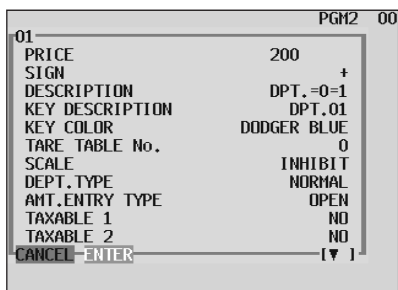 PGM2 00
01
PRICE 200
SIGN +
DESCRIPTION DPT.=0=1
KEY DESCRIPTION DPT.01
KEY COLOR DODGER BLUE
TARE TABLE No. 0
SCALE INHIBIT
DEPT.TYPE NORMAL
AMT.ENTRY TYPE OPEN
TAXABLE 1 NO
TAXABLE 2 NO
CANCEL ENTER [▼ ]